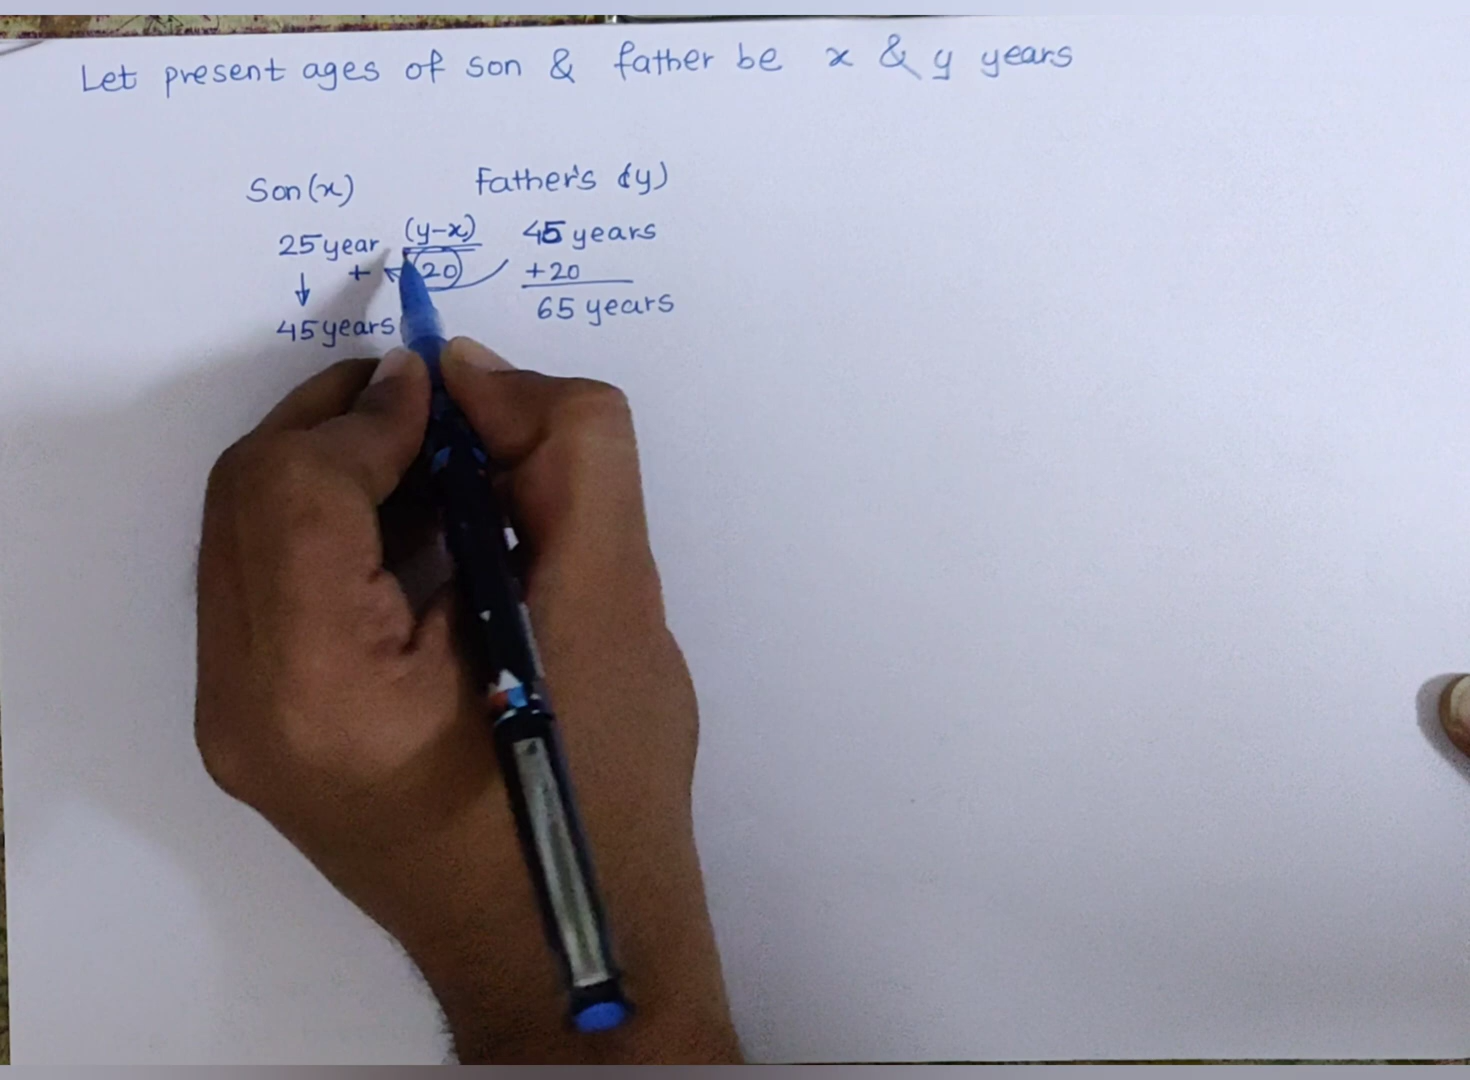 Let present ages of son & father be x & y years
Son(x) Father's (y)
25 year (y-x) 45 years
+ 20 +20
↓
45 years 65 years